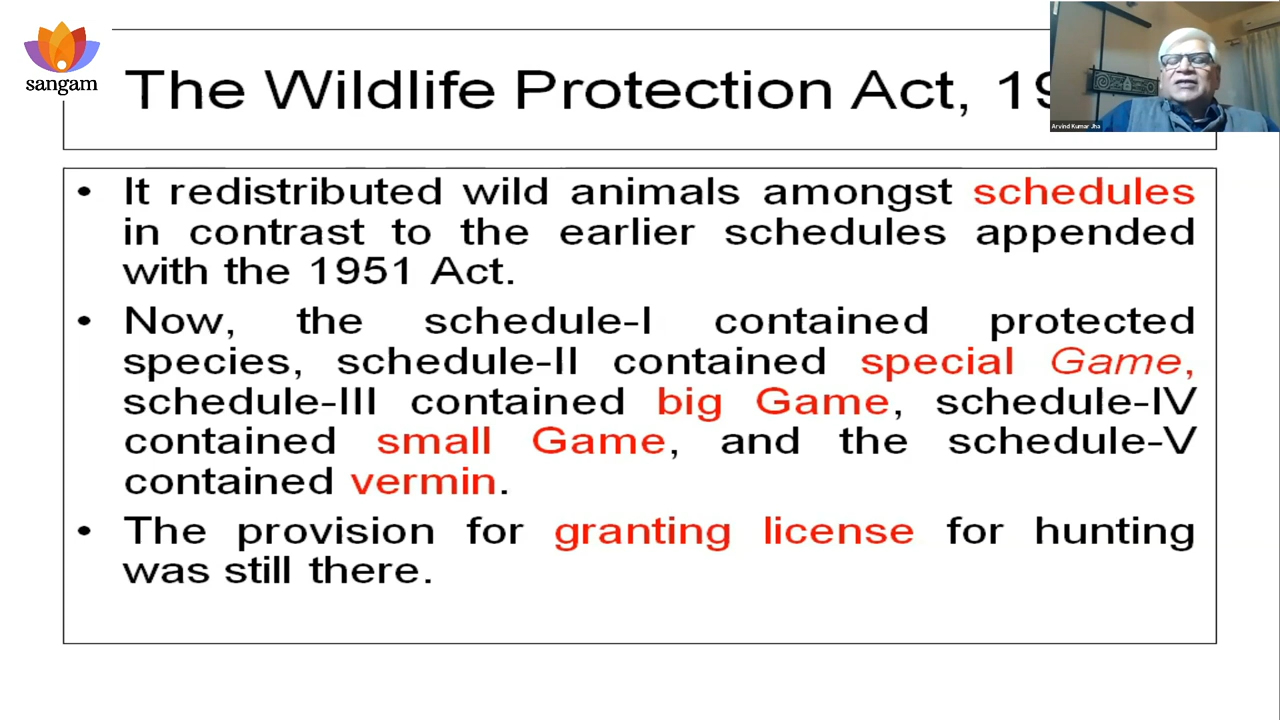 sangam
The Wildlife Protection Act, 19
Arvind Kumar Jha
• It redistributed wild animals amongst schedules
in contrast to the earlier schedules appended
with the 1951 Act.
• Now, the schedule-I contained protected
species, schedule-II contained special Game,
schedule-III contained big Game, schedule-IV
contained small Game, and the schedule-V
contained vermin.
• The provision for granting license for hunting
was still there.